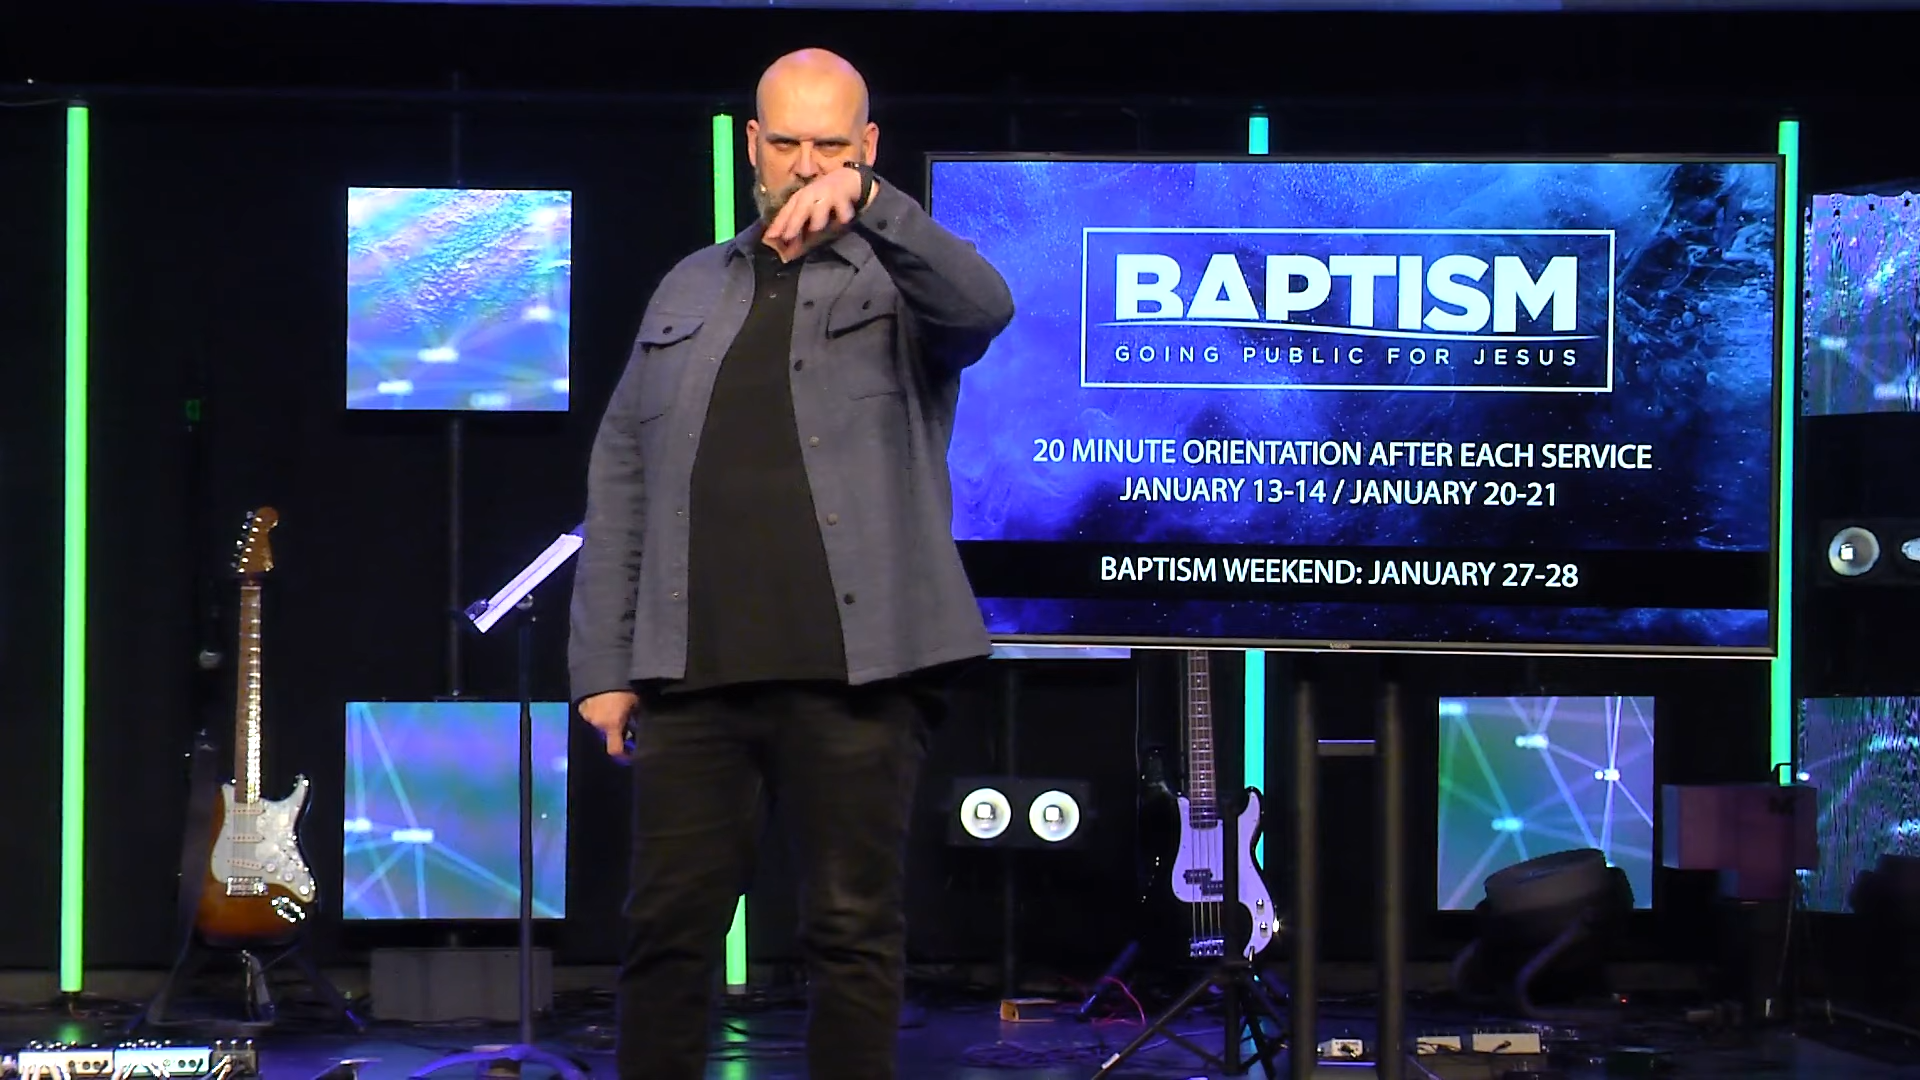 BAPTISM
GOING PUBLIC FOR JESUS
20 MINUTE ORIENTATION AFTER EACH SERVICE
JANUARY 13-14 / JANUARY 20-21
BAPTISM WEEKEND: JANUARY 27-28